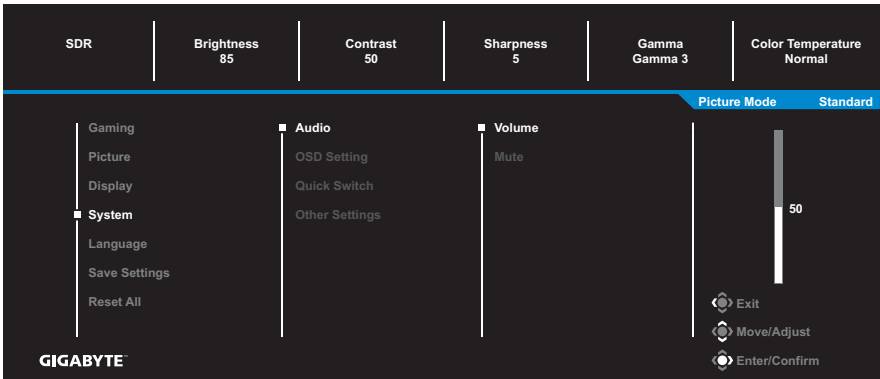 SDR
Brightness
85
Contrast
50
Sharpness
5
Gamma
Gamma 3
Color Temperature
Normal
Picture Mode Standard
Gaming
Picture
Display
System
Language
Save Settings
Reset All
Audio
OSD Setting
Quick Switch
Other Settings
Volume
Mute
50
Exit
Move/Adjust
Enter/Confirm
GIGABYTE™